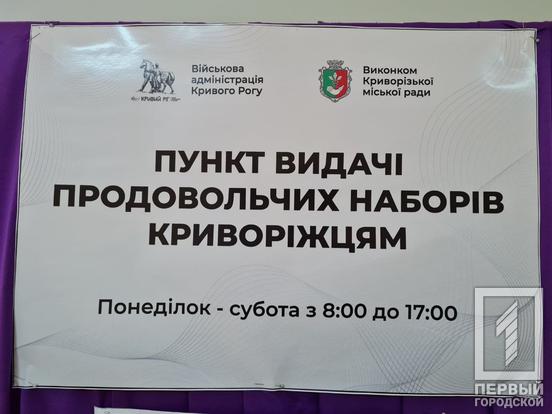 Військова
адміністрація
Кривого Рогу
КРИВИЙ РІГ
Виконком
Криворізької
міської ради
ПУНКТ ВИДАЧІ
ПРОДОВОЛЬЧИХ НАБОРІВ
КРИВОРІЖЦЯМ
Понеділок - субота з 8:00 до 17:00
1
ПЕРВЫЙ
ГОРОДСКОЙ